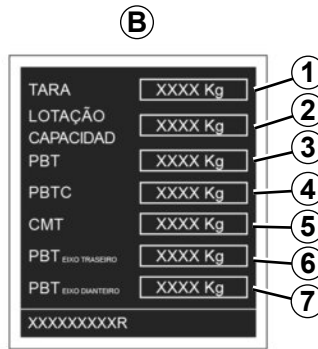 B
TARA XXXX Kg 1
LOTAÇÃO
CAPACIDAD XXXX Kg 2
PBT XXXX Kg 3
PBTC XXXX Kg 4
CMT XXXX Kg 5
PBT EIXO TRASEIRO XXXX Kg 6
PBT EIXO DIANTEIRO XXXX Kg 7
XXXXXXXXXR